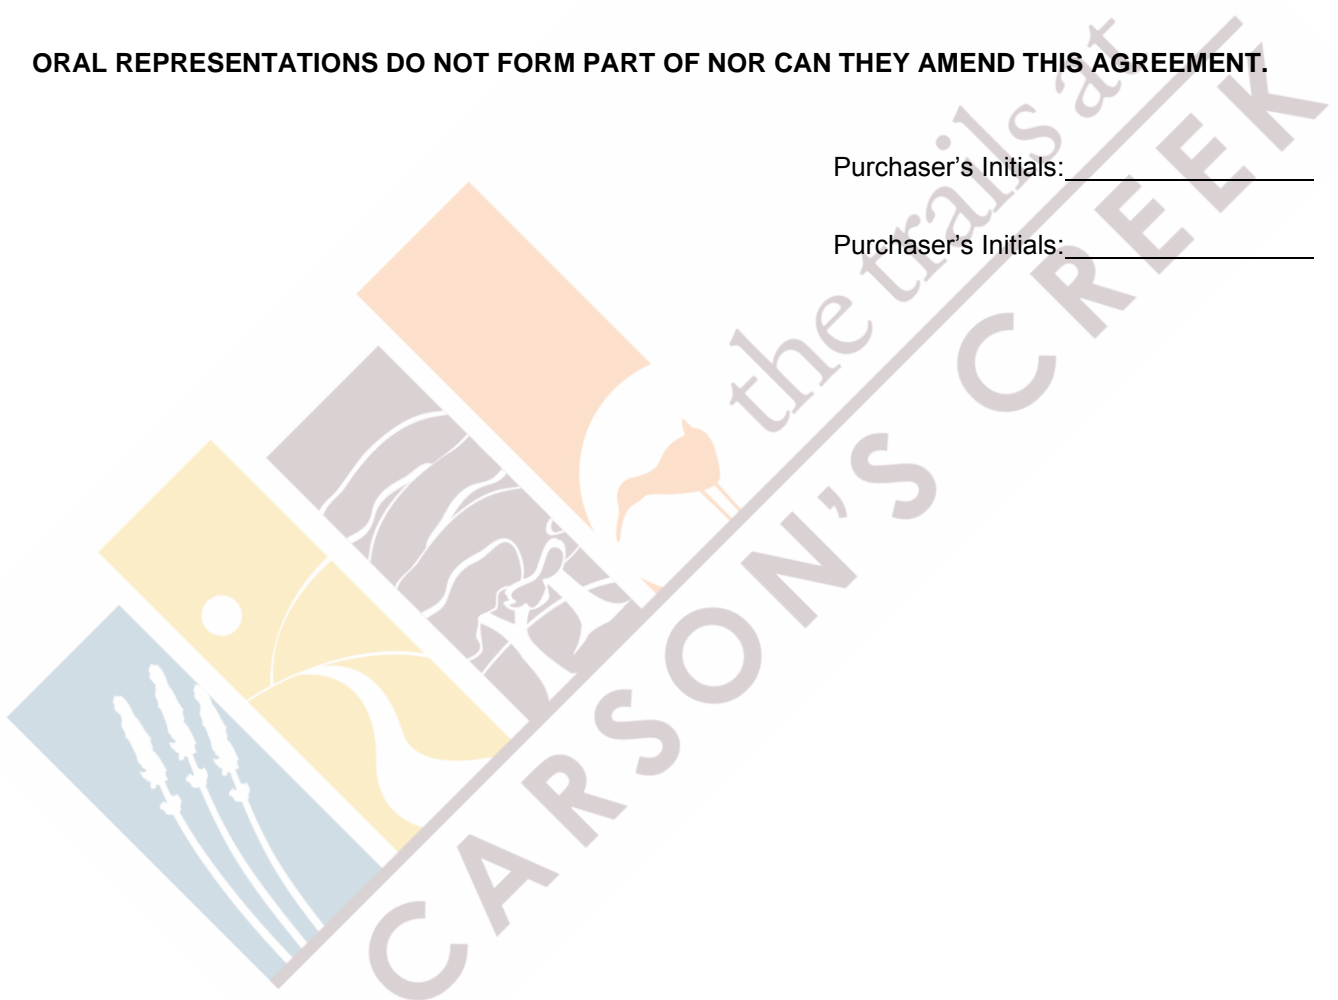 ORAL REPRESENTATIONS DO NOT FORM PART OF NOR CAN THEY AMEND THIS AGREEMENT.
Purchaser’s Initials:
Purchaser’s Initials:
the trails at
CARSON’S CREEK